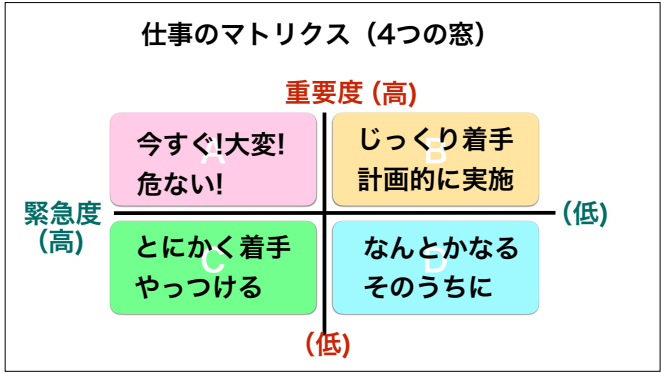 仕事のマトリクス（4つの窓）
重要度（高）
A
今すぐ!大変!
危ない!
B
じっくり着手
計画的に実施
緊急度
（高）
（低）
C
とにかく着手
やっつける
D
なんとかなる
そのうちに
（低）